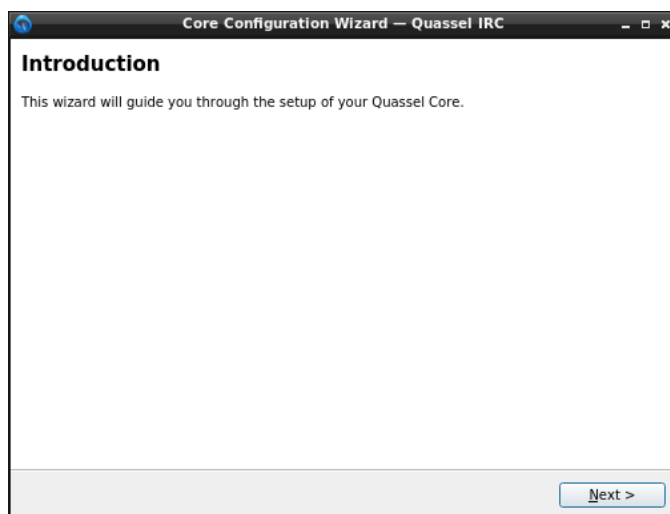 Core Configuration Wizard — Quassel IRC
Introduction
This wizard will guide you through the setup of your Quassel Core.
Next >